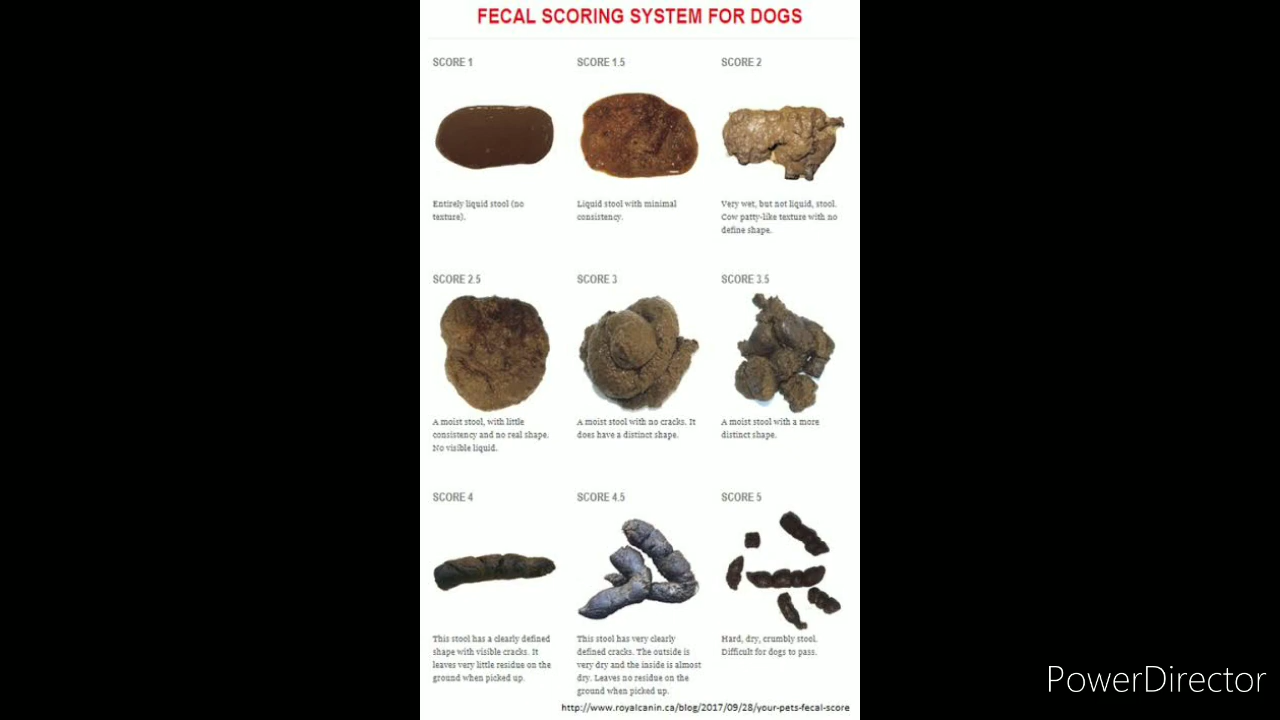 FECAL SCORING SYSTEM FOR DOGS
SCORE 1
Entirely liquid stool (no
texture).
SCORE 1.5
Liquid stool with minimal
consistency.
SCORE 2
Very wet, but not liquid, stool.
Cow patty-like texture with no
define shape.
SCORE 2.5
A moist stool, with little
consistency and no real shape.
No visible liquid.
SCORE 3
A moist stool with no cracks. It
does have a distinct shape.
SCORE 3.5
A moist stool with a more
distinct shape.
SCORE 4
This stool has a clearly defined
shape with visible cracks. It
leaves very little residue on the
ground when picked up.
SCORE 4.5
This stool has very clearly
defined cracks. The outside is
very dry and the inside is almost
dry. Leaves no residue on the
ground when picked up.
SCORE 5
Hard, dry, crumbly stool.
Difficult for dogs to pass.
http://www.royalcanin.ca/blog/2017/09/28/your-pets-fecal-score
PowerDirector